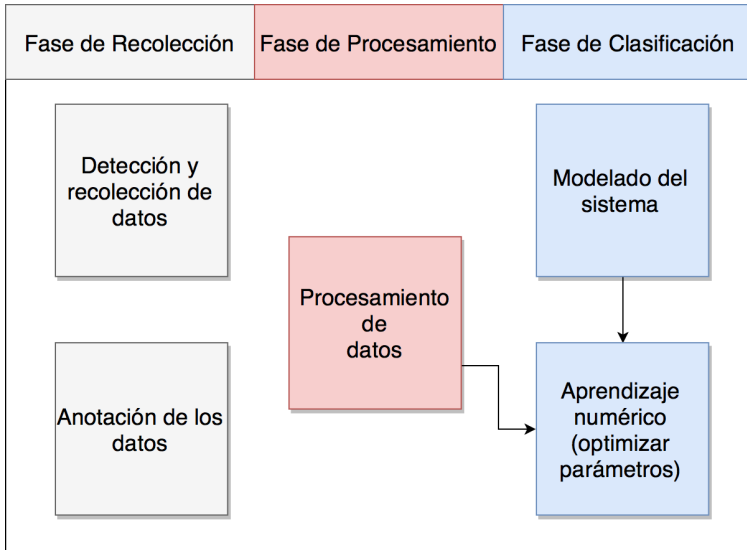 Fase de Recolección
Fase de Procesamiento
Fase de Clasificación
Detección y
recolección de
datos
Anotación de los
datos
Procesamiento
de
datos
Modelado del
sistema
Aprendizaje
numérico
(optimizar
parámetros)